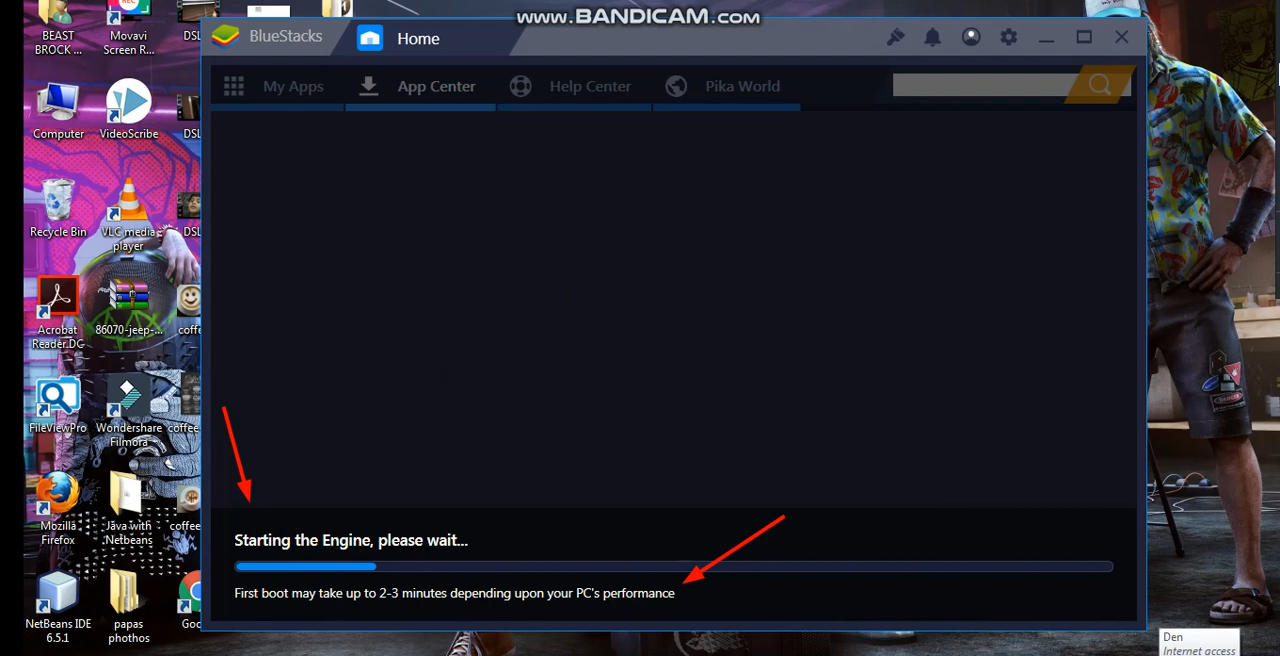 www.BANDICAM.com
BlueStacks
Home
My Apps
App Center
Help Center
Pika World
BEAST
BROCK ...
REC
Movavi
Screen R...
DSL
Computer
VideoScribe
DSL
Recycle Bin
VLC media
player
DSL
Acrobat
Reader DC
86070-jeep-...
coffe
FileViewPro
Wondershare
Filmora
coffee
Mozilla
Firefox
Java with
Netbeans
coffee
NetBeans IDE
6.5.1
papas
phothos
Goo
Starting the Engine, please wait...
First boot may take up to 2-3 minutes depending upon your PC's performance
Den
Internet access